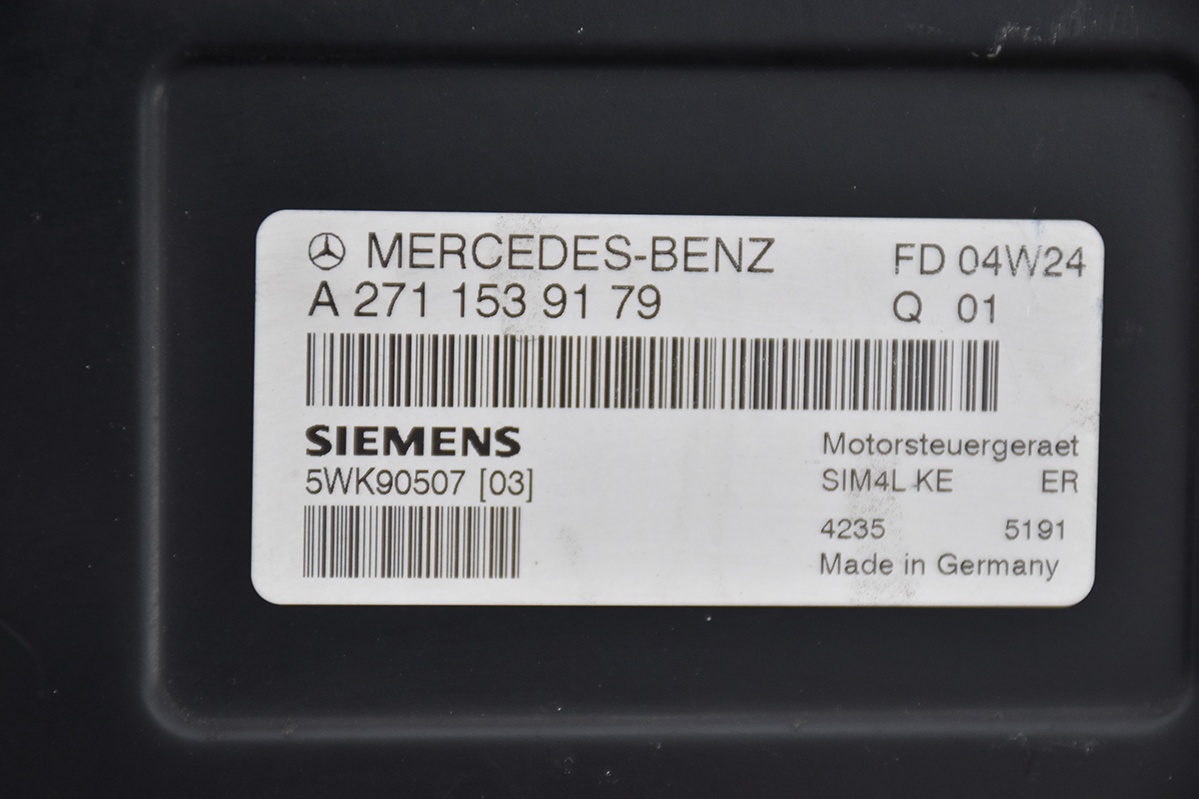 MERCEDES-BENZ FD 04W24
A 271 153 91 79 Q 01
SIEMENS Motorsteuergeraet
5WK90507 [03] SIM4L-KE ER
4235 5191
Made in Germany